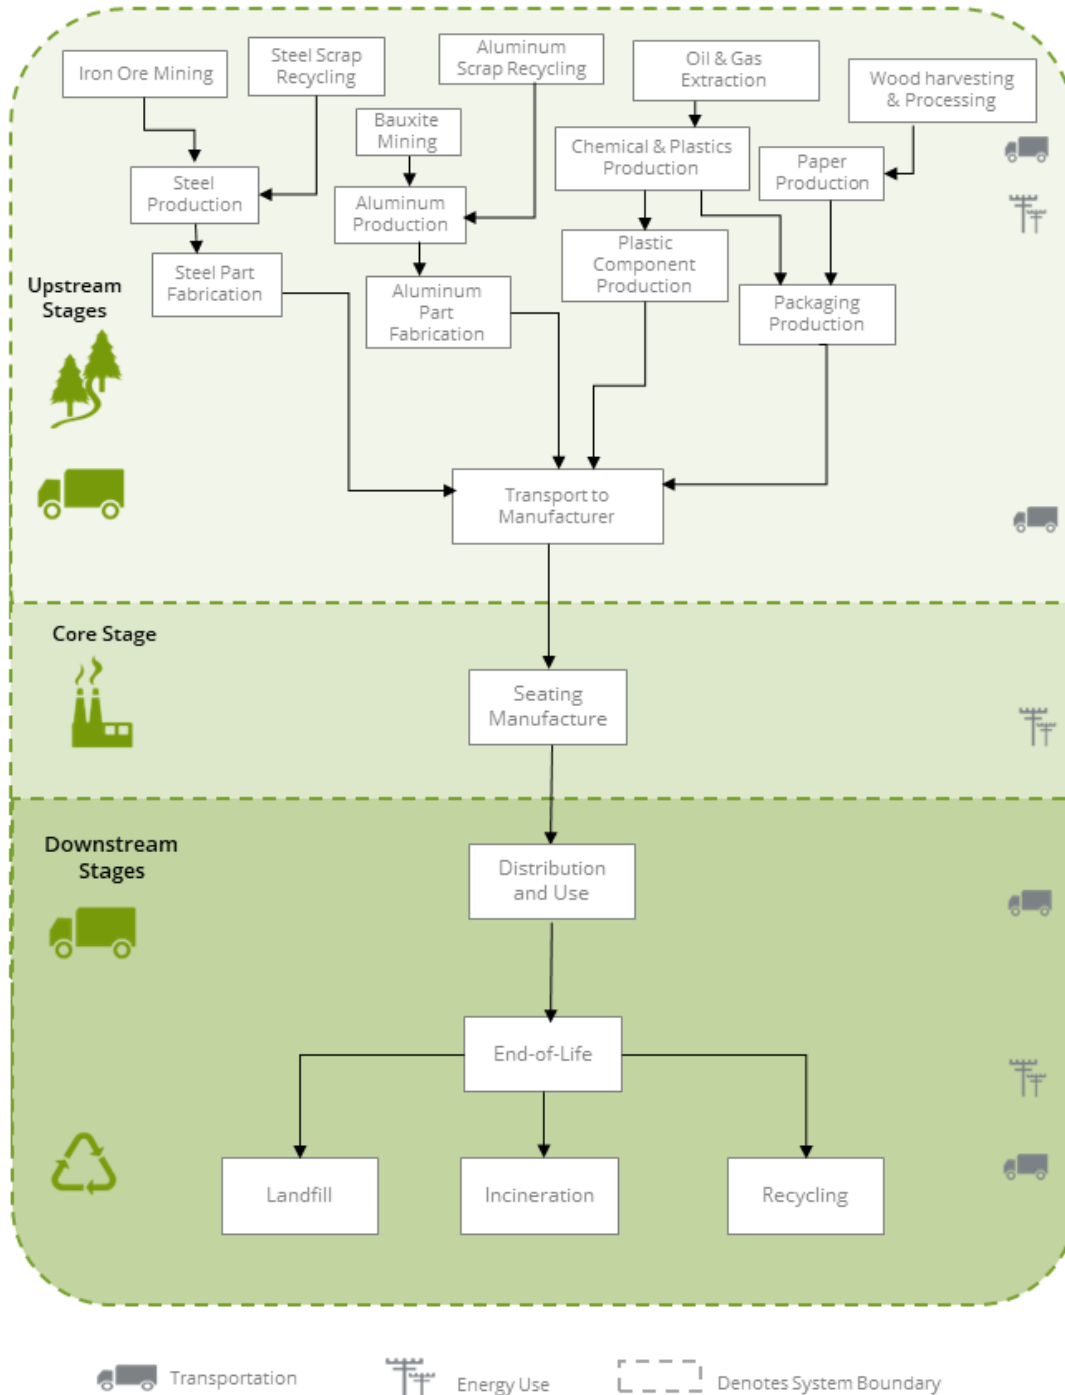 Iron Ore Mining
Steel Scrap
Recycling
Aluminum
Scrap Recycling
Oil & Gas
Extraction
Wood harvesting
& Processing
Bauxite
Mining
Chemical & Plastics
Production
Paper
Production
Steel
Production
Aluminum
Production
Plastic
Component
Production
Steel Part
Fabrication
Aluminum
Part
Fabrication
Packaging
Production
Upstream
Stages
Transport to
Manufacturer
Core Stage
Seating
Manufacture
Downstream
Stages
Distribution
and Use
End-of-Life
Landfill
Incineration
Recycling
Transportation
Energy Use
Denotes System Boundary